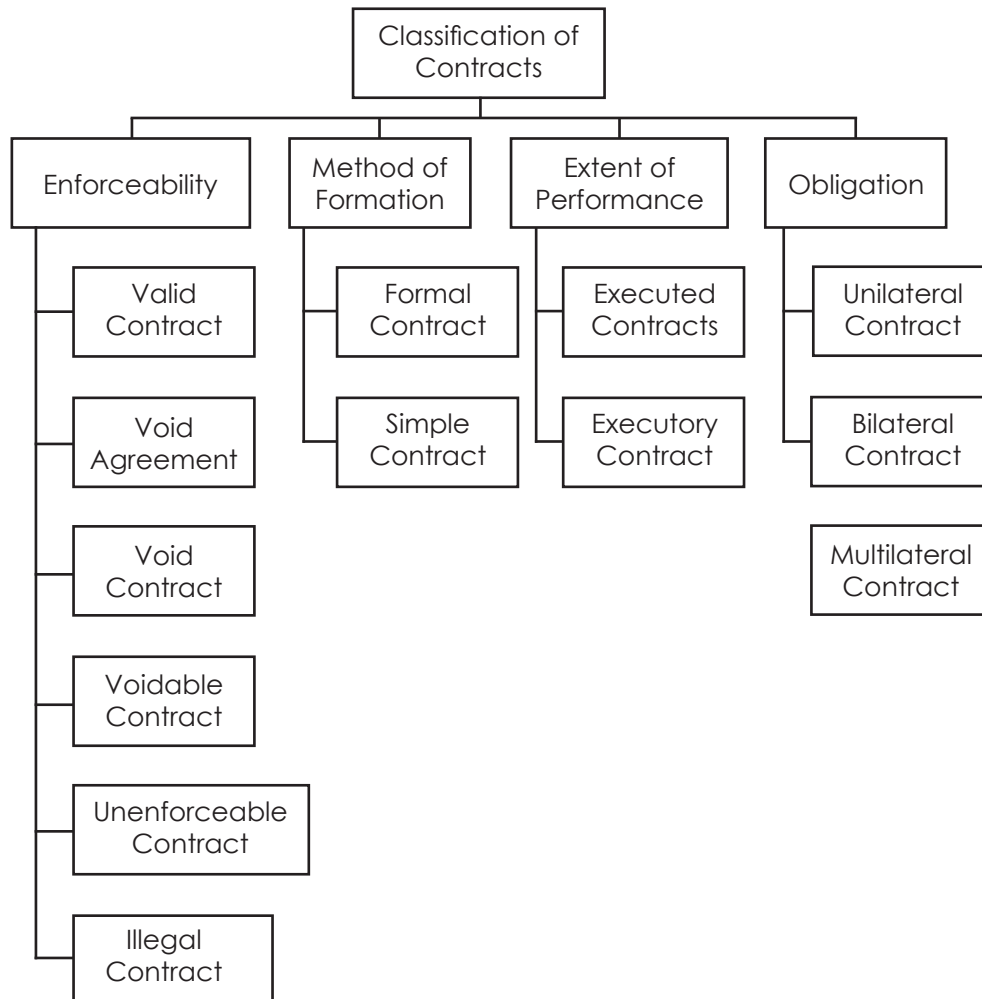 Classification of
Contracts
Enforceability
Method of
Formation
Extent of
Performance
Obligation
Valid
Contract
Void
Agreement
Void
Contract
Voidable
Contract
Unenforceable
Contract
Illegal
Contract
Formal
Contract
Simple
Contract
Executed
Contracts
Executory
Contract
Unilateral
Contract
Bilateral
Contract
Multilateral
Contract